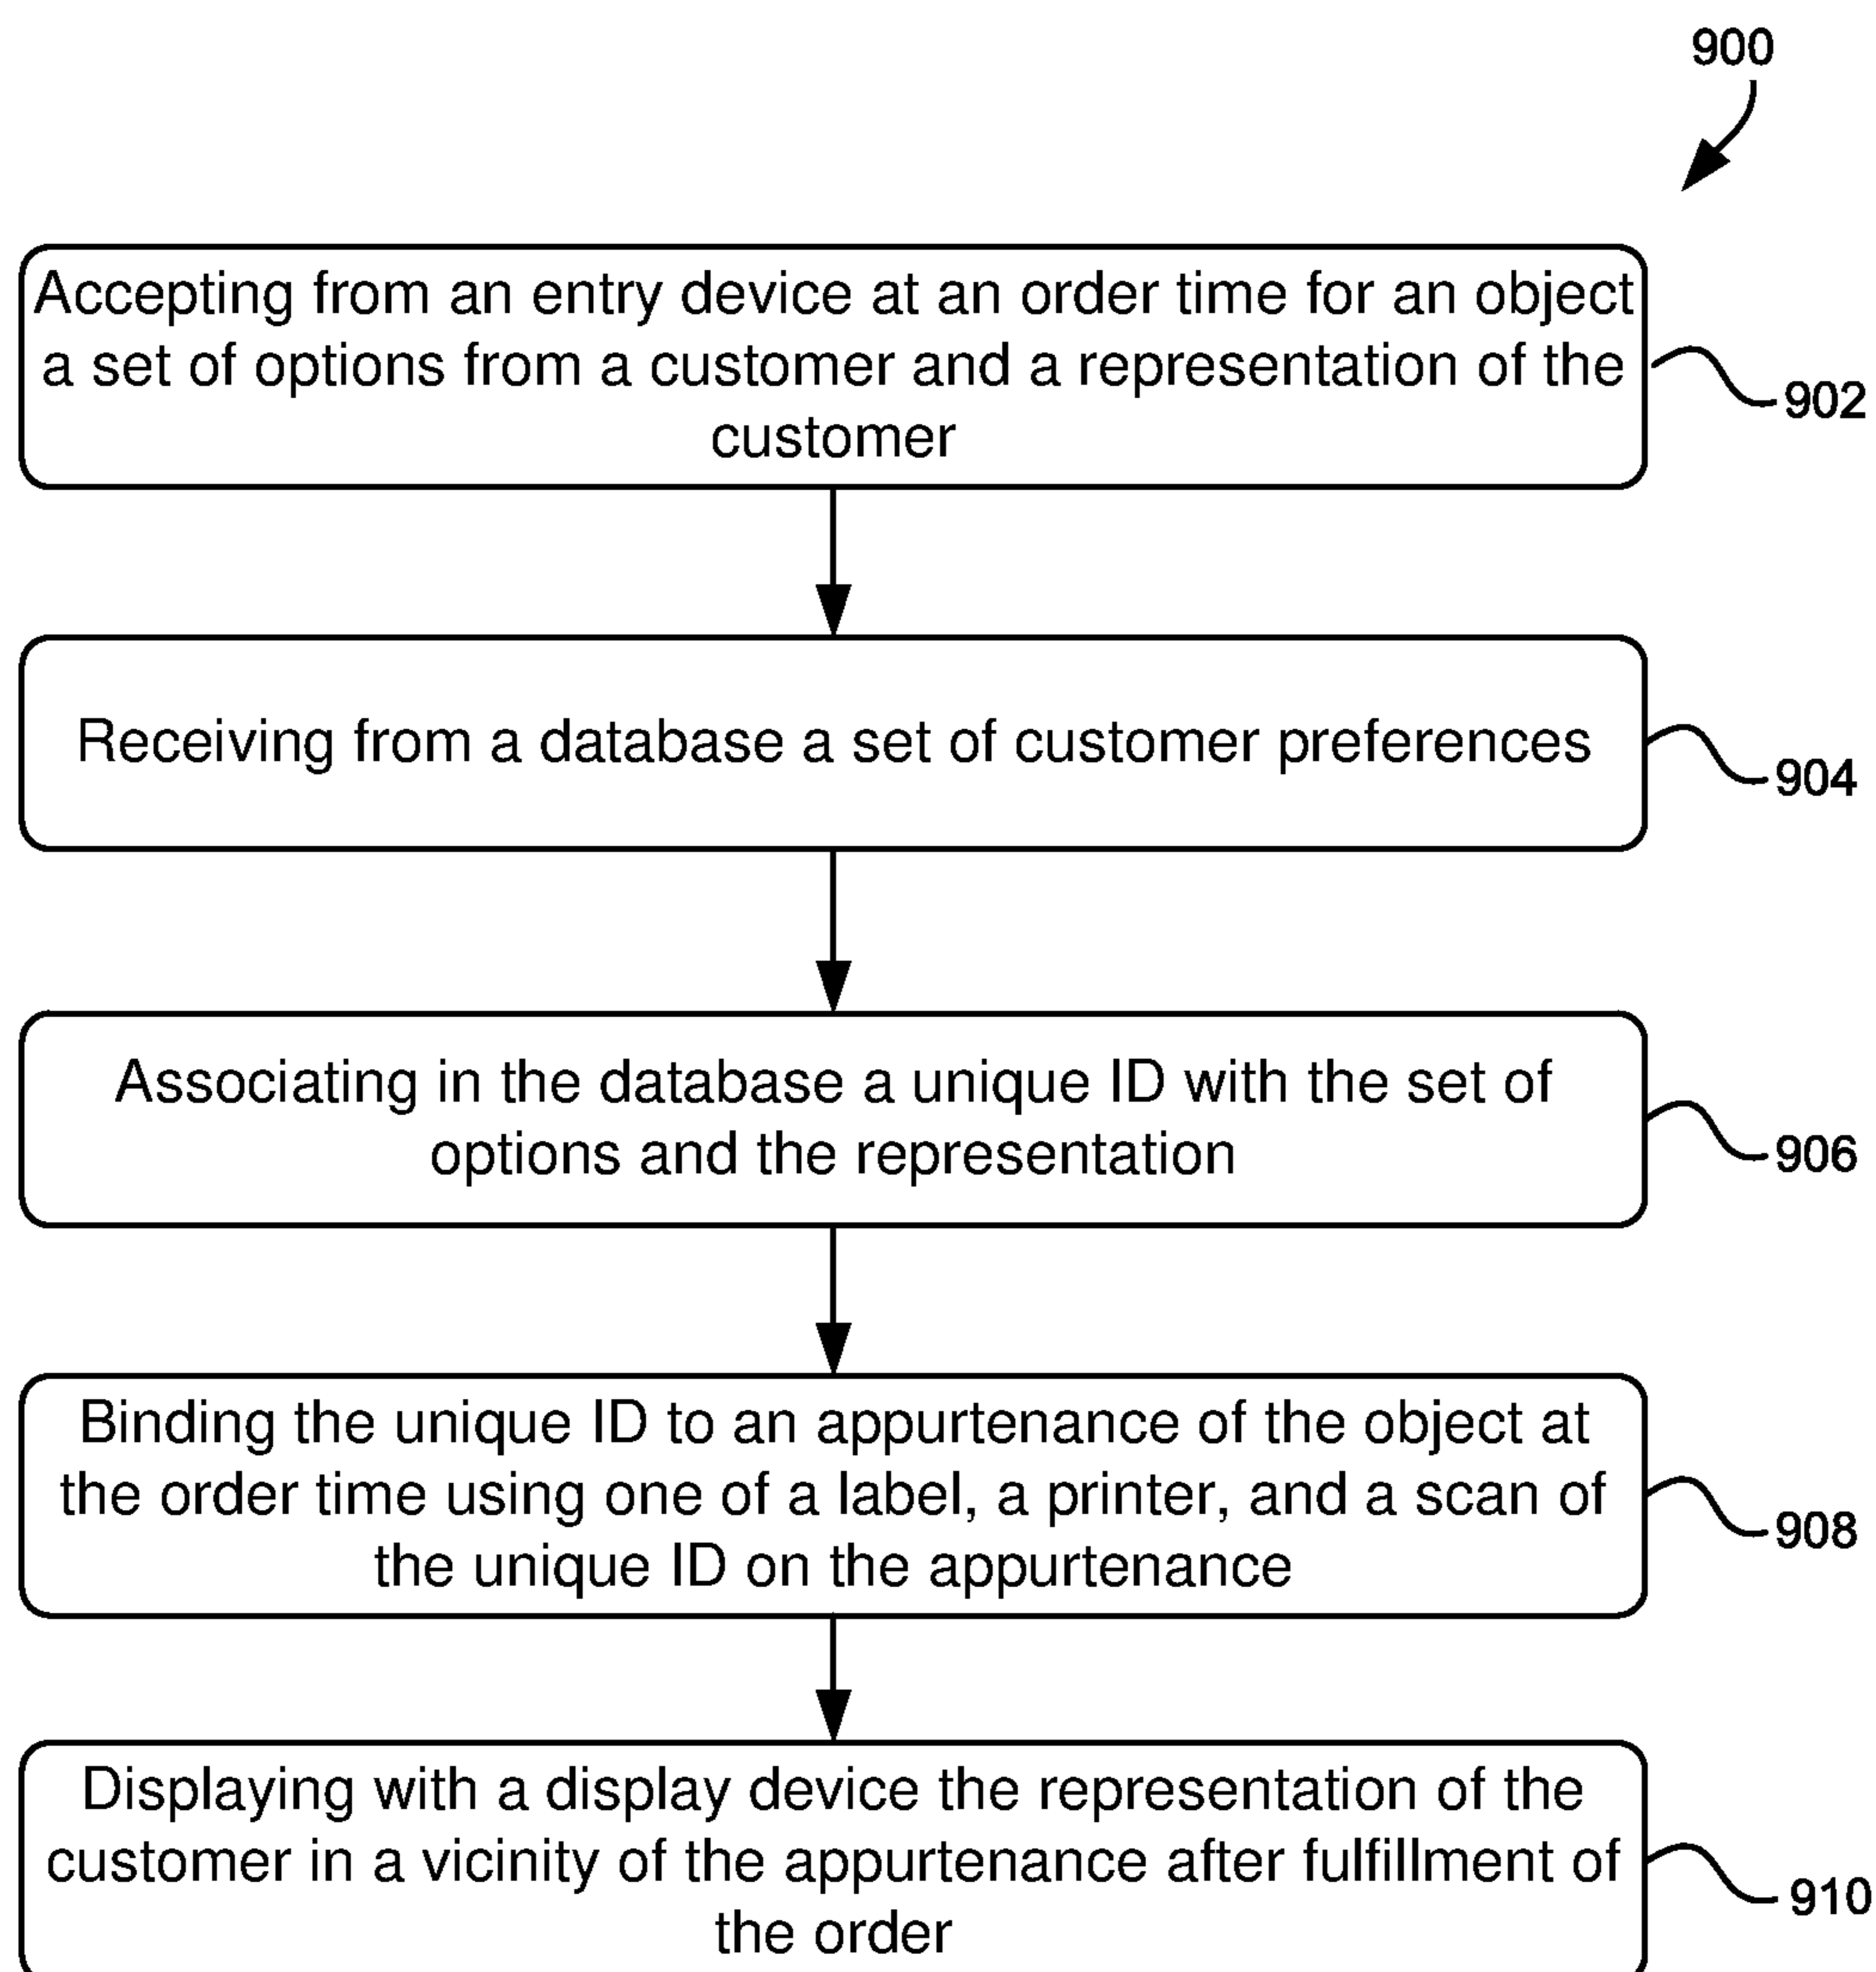 900
Accepting from an entry device at an order time for an object
a set of options from a customer and a representation of the
customer
902
Receiving from a database a set of customer preferences
904
Associating in the database a unique ID with the set of
options and the representation
906
Binding the unique ID to an appurtenance of the object at
the order time using one of a label, a printer, and a scan of
the unique ID on the appurtenance
908
Displaying with a display device the representation of the
customer in a vicinity of the appurtenance after fulfillment of
the order
910